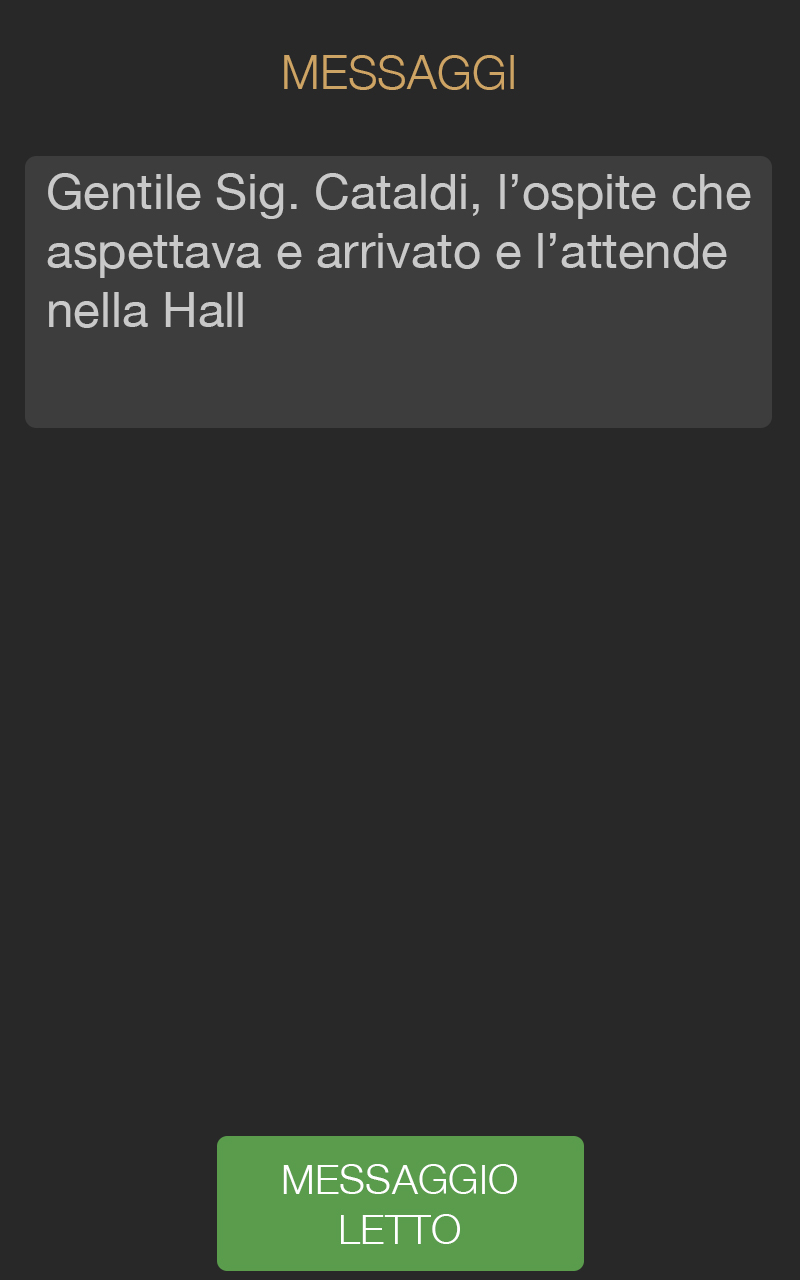 MESSAGGI
Gentile Sig. Cataldi, l’ospite che
aspettava e arrivato e l’attende
nella Hall
MESSAGGIO
LETTO